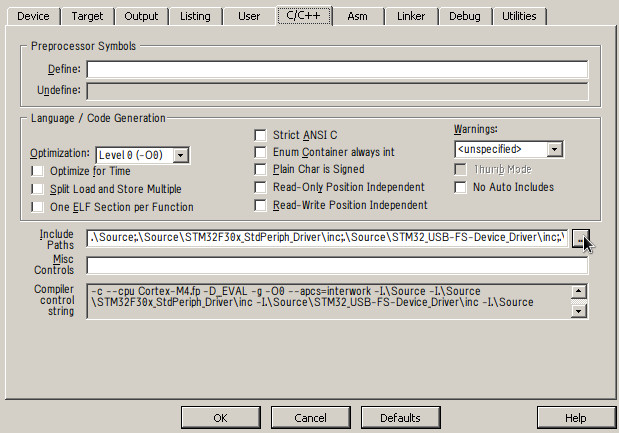 Device Target Output Listing User C/C++ Asm Linker Debug Utilities
Preprocessor Symbols
Define:
Undefine:
Language / Code Generation
Optimization: Level 0 (-O0)
Optimize for Time
Split Load and Store Multiple
One ELF Section per Function
Strict ANSI C
Enum Container always int
Plain Char is Signed
Read-Only Position Independent
Read-Write Position Independent
Warnings:
<unspecified>
Thumb Mode
No Auto Includes
Include
Paths
.\Source;.\Source\STM32F30x_StdPeriph_Driver\inc;.\Source\STM32_USB-FS-Device_Driver\inc;.\
...
Misc
Controls
Compiler
control
string
-c --cpu Cortex-M4.fp -D_EVAL -g -O0 --apcs=interwork -I.\Source -I.\Source
\STM32F30x_StdPeriph_Driver\inc -I.\Source\STM32_USB-FS-Device_Driver\inc -I.\Source
OK Cancel Defaults Help